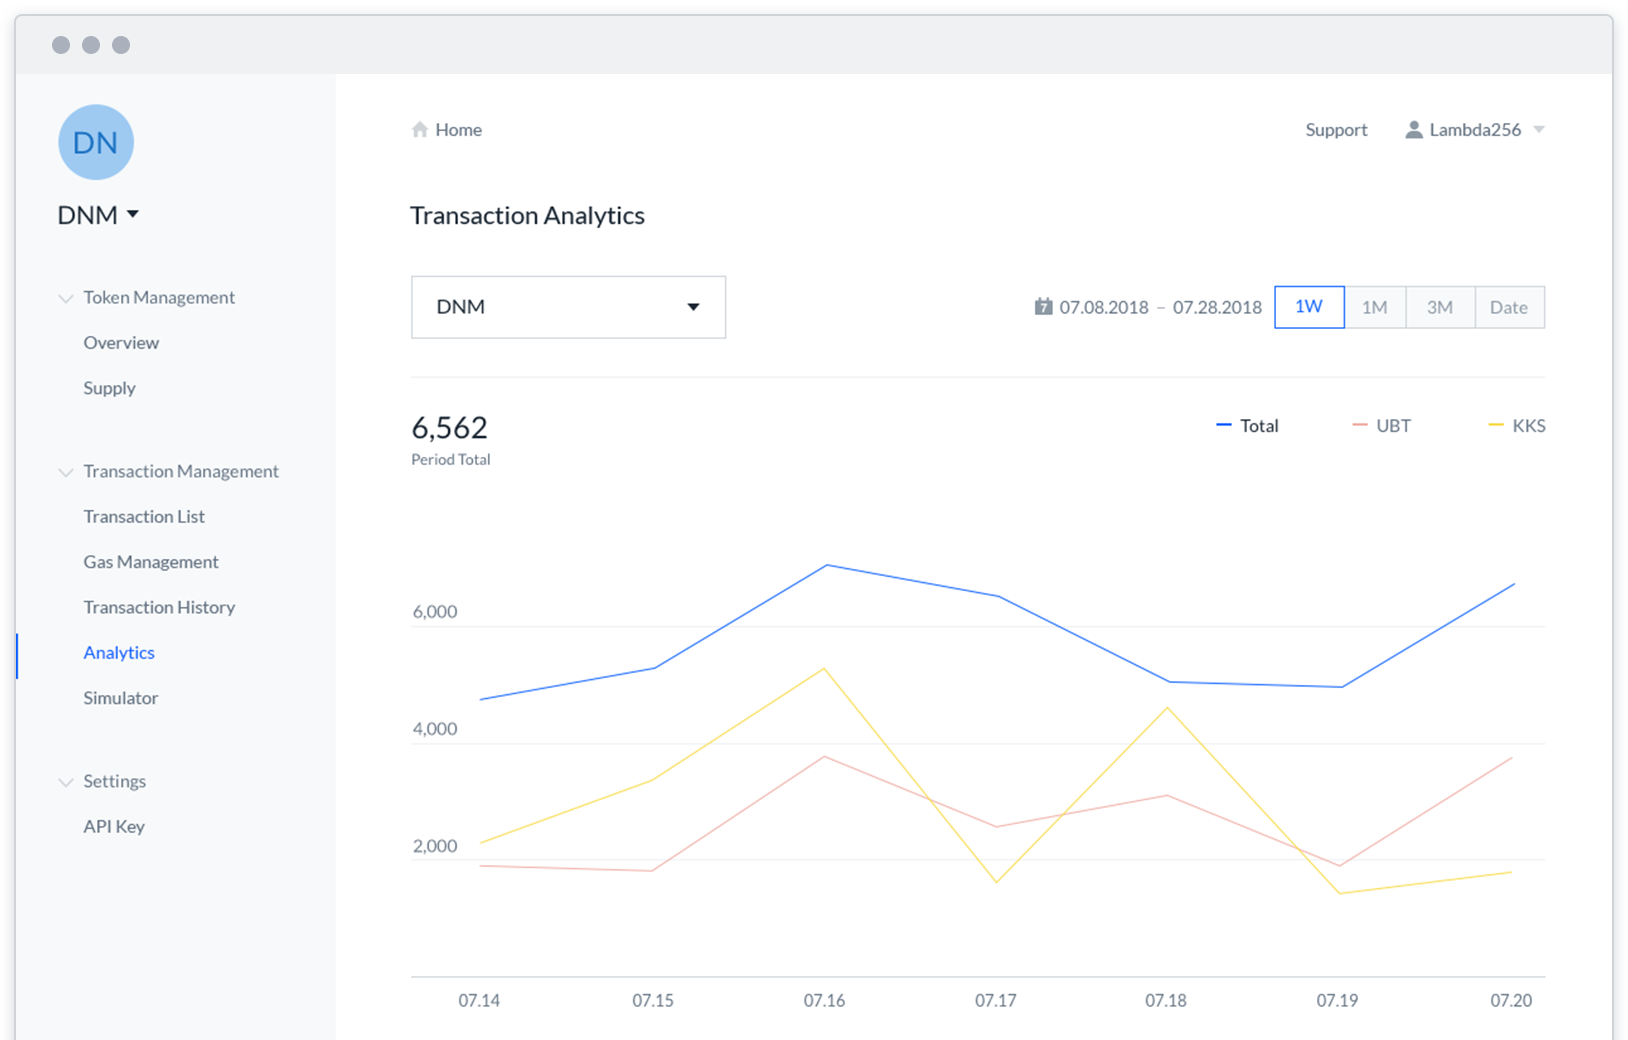 DN
DNM
Token Management
Overview
Supply
Transaction Management
Transaction List
Gas Management
Transaction History
Analytics
Simulator
Settings
API Key
Home
Support
Lambda256
Transaction Analytics
DNM
7
07.08.2018 – 07.28.2018
1W
1M
3M
Date
6,562
Period Total
Total
UBT
KKS
6,000
4,000
2,000
07.14
07.15
07.16
07.17
07.18
07.19
07.20